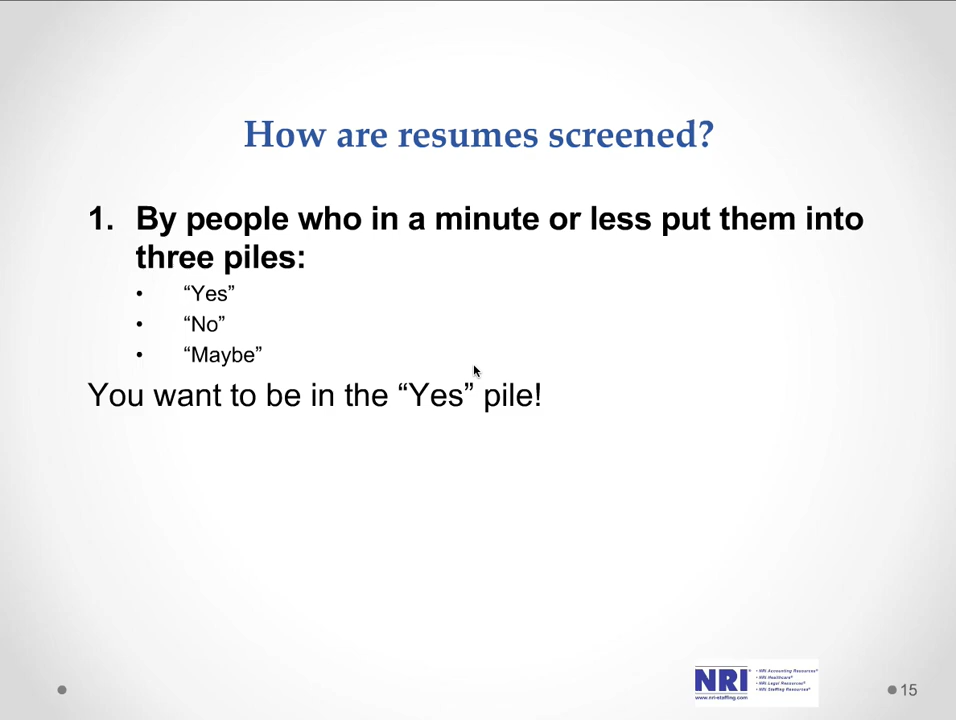 How are resumes screened?
1. By people who in a minute or less put them into
three piles:
• “Yes”
• “No”
• “Maybe”
You want to be in the “Yes” pile!
NRI®
www.nri-staffing.com
• NRI Accounting Resources®
• NRI Healthcare®
• NRI Legal Resources®
• NRI Staffing Resources®
15